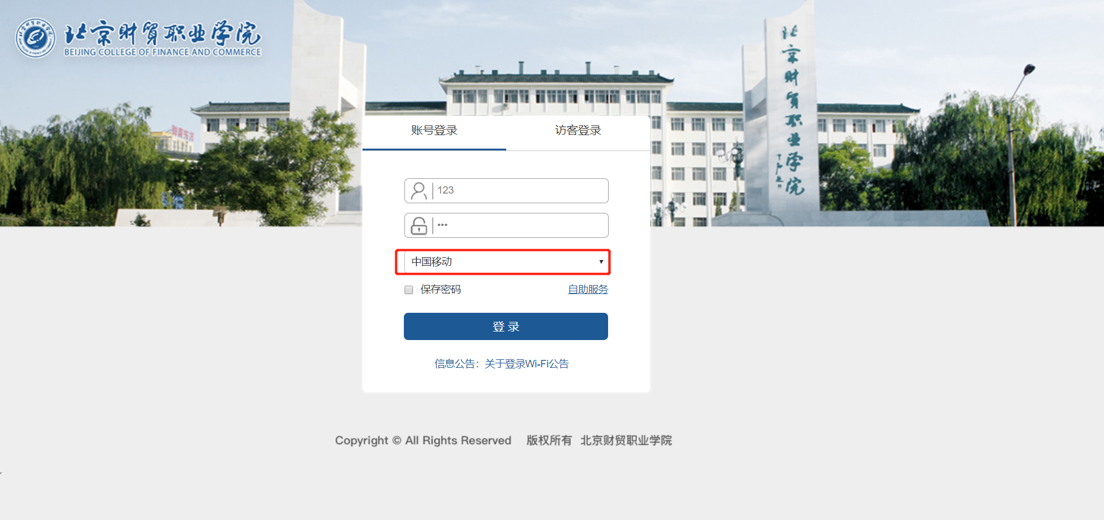 北京财贸职业学院
BEIJING COLLEGE OF FINANCE AND COMMERCE
北京财贸职业学院
账号登录 访客登录
123
•••
中国移动
保存密码 自助服务
登 录
信息公告：关于登录Wi-Fi公告
Copyright © All Rights Reserved 版权所有 北京财贸职业学院